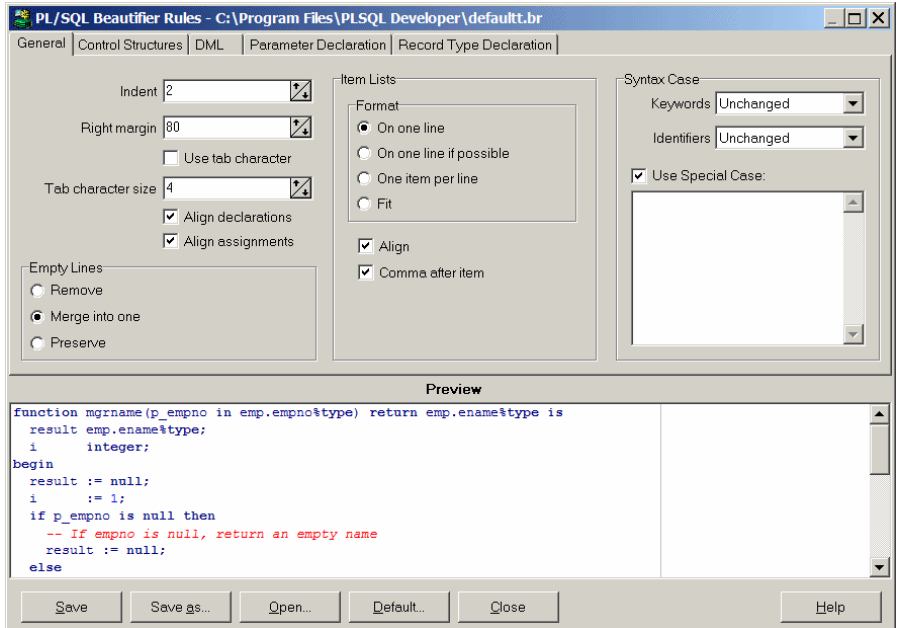 PL/SQL Beautifier Rules - C:\Program Files\PLSQL Developer\defaultt.br
General Control Structures DML Parameter Declaration Record Type Declaration
Indent 2
Right margin 80
Use tab character
Tab character size 4
Align declarations
Align assignments
Empty Lines
Remove
Merge into one
Preserve
Item Lists
Format
On one line
On one line if possible
One item per line
Fit
Align
Comma after item
Syntax Case
Keywords Unchanged
Identifiers Unchanged
Use Special Case:
Preview
function mgrname(p_empno in emp.empno%type) return emp.ename%type is
  result emp.ename%type;
  i      integer;
begin
  result := null;
  i      := 1;
  if p_empno is null then
    -- If empno is null, return an empty name
    result := null;
  else
Save Save as... Open... Default... Close Help